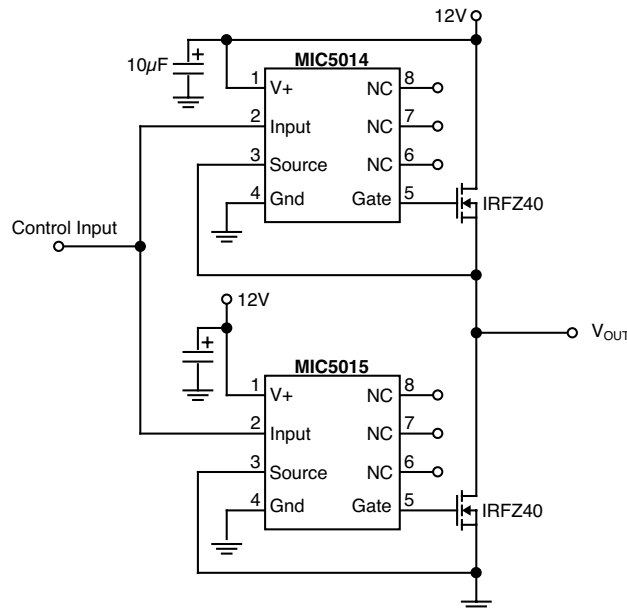 12V
10µF
+
MIC5014
1 V+ NC 8
2 Input NC 7
3 Source NC 6
4 Gnd Gate 5
IRFZ40
Control Input
12V
+
VOUT
MIC5015
1 V+ NC 8
2 Input NC 7
3 Source NC 6
4 Gnd Gate 5
IRFZ40